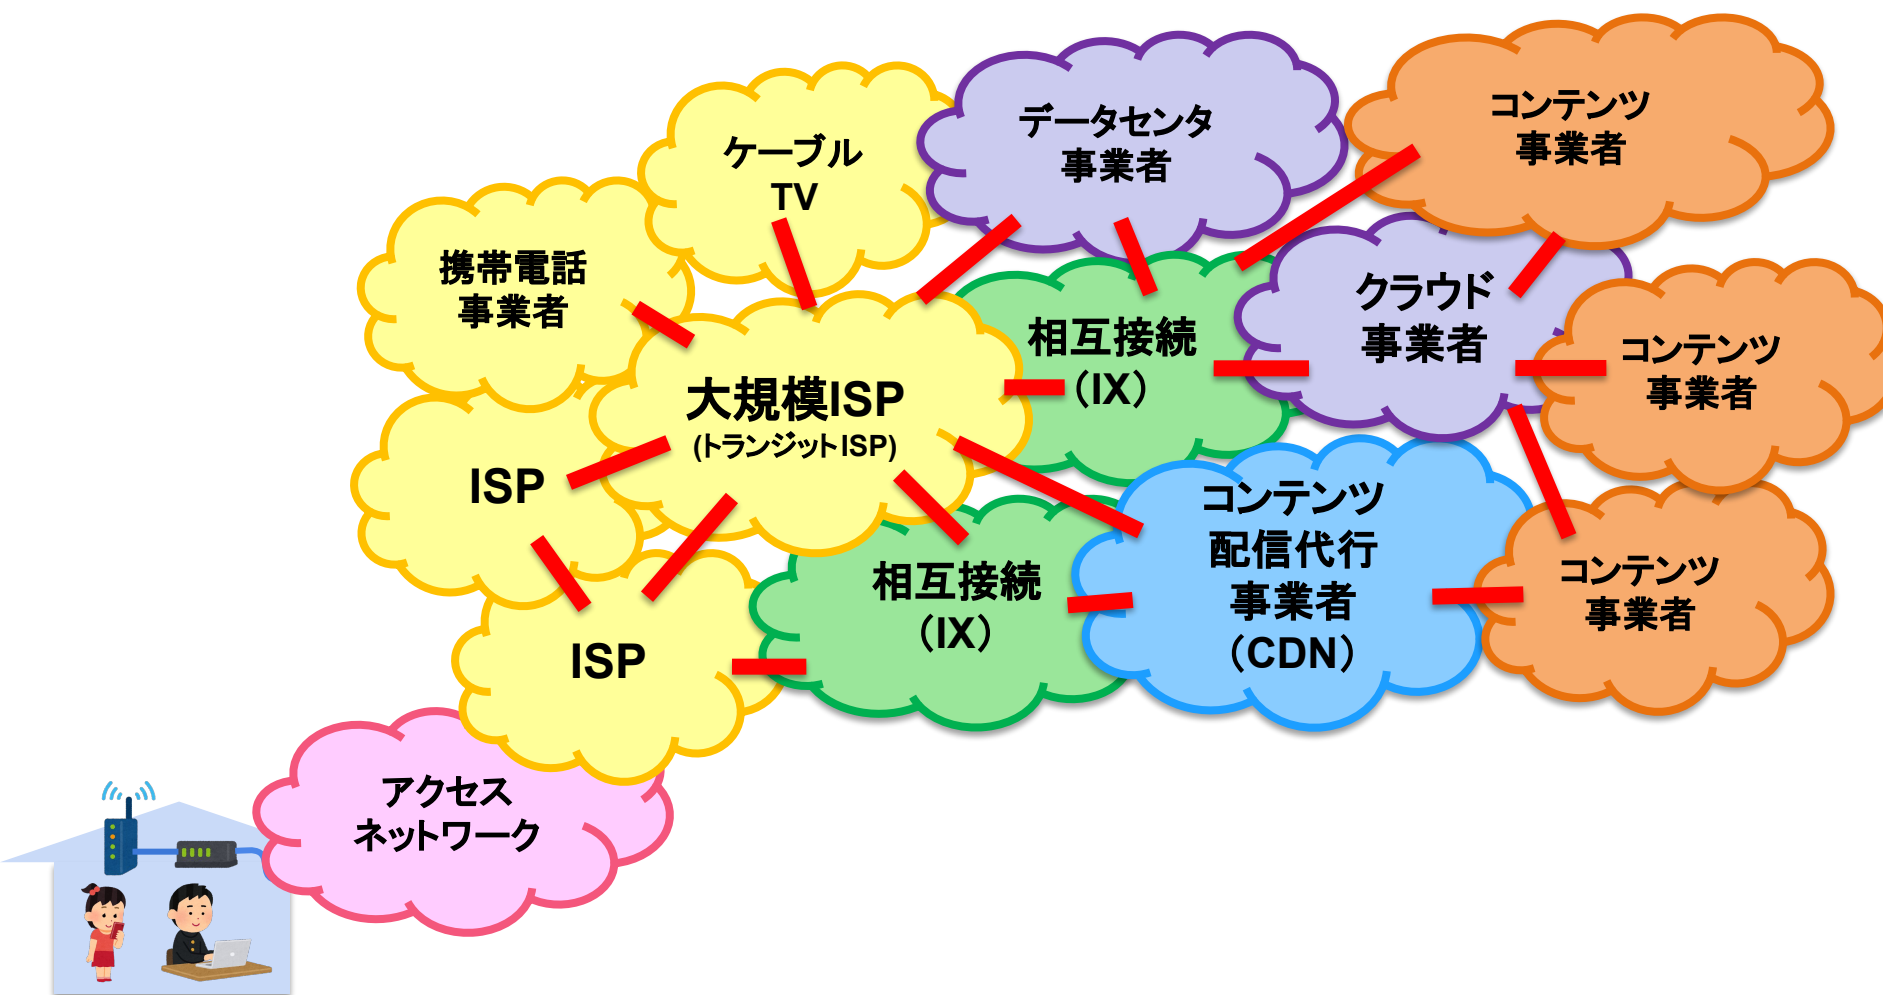 コンテンツ
事業者
データセンタ
事業者
ケーブル
TV
携帯電話
事業者
クラウド
事業者
相互接続
（IX）
コンテンツ
事業者
大規模ISP
(トランジットISP)
ISP
コンテンツ
配信代行
事業者
（CDN）
相互接続
（IX）
コンテンツ
事業者
ISP
アクセス
ネットワーク